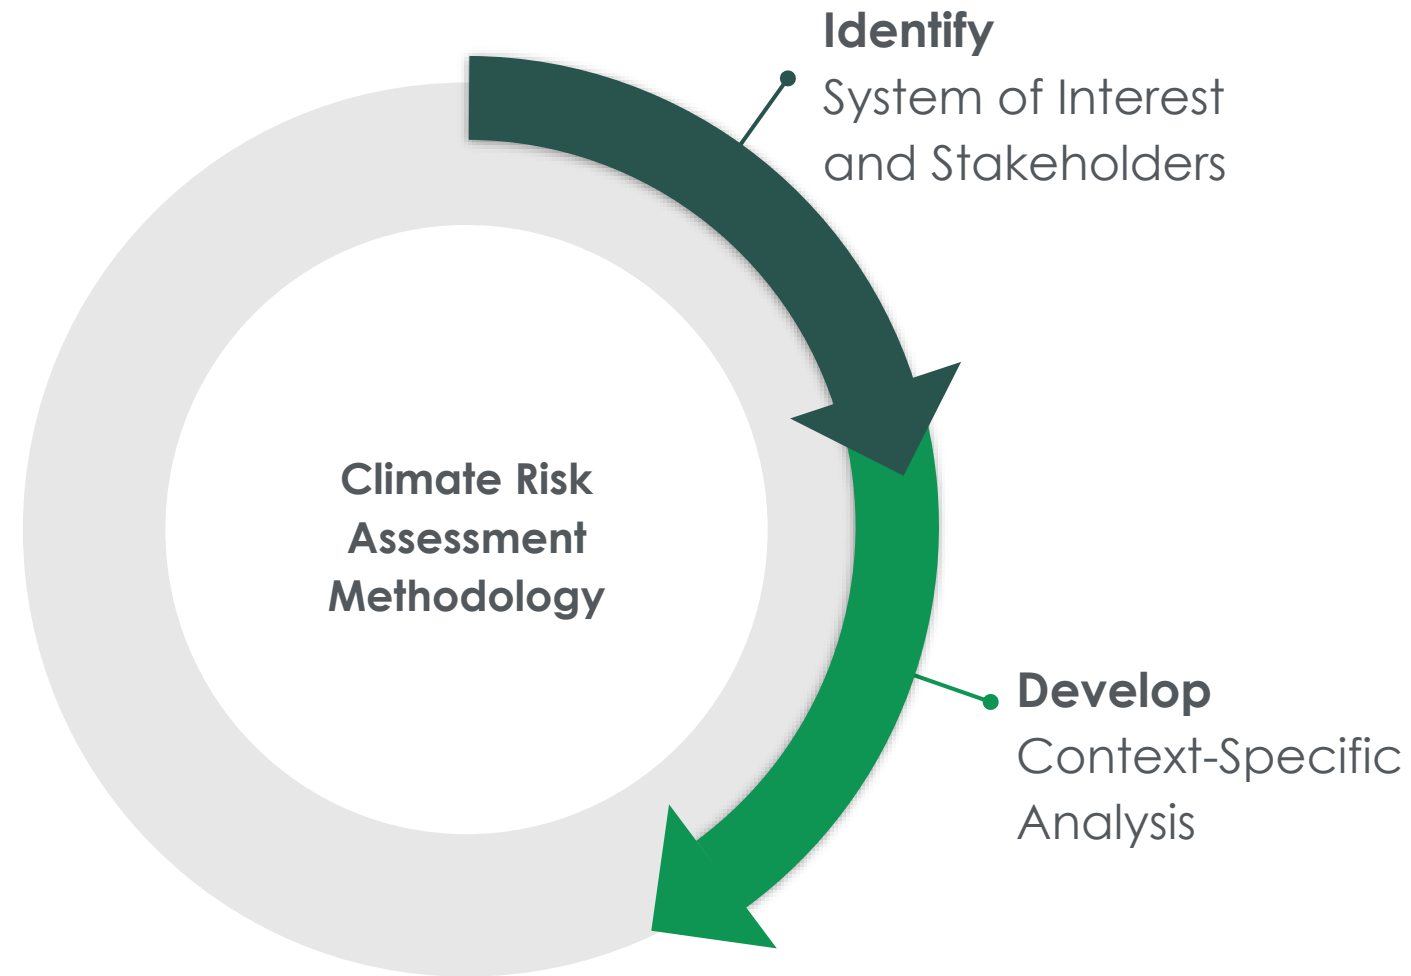 Identify
System of Interest
and Stakeholders
Climate Risk
Assessment
Methodology
Develop
Context-Specific
Analysis